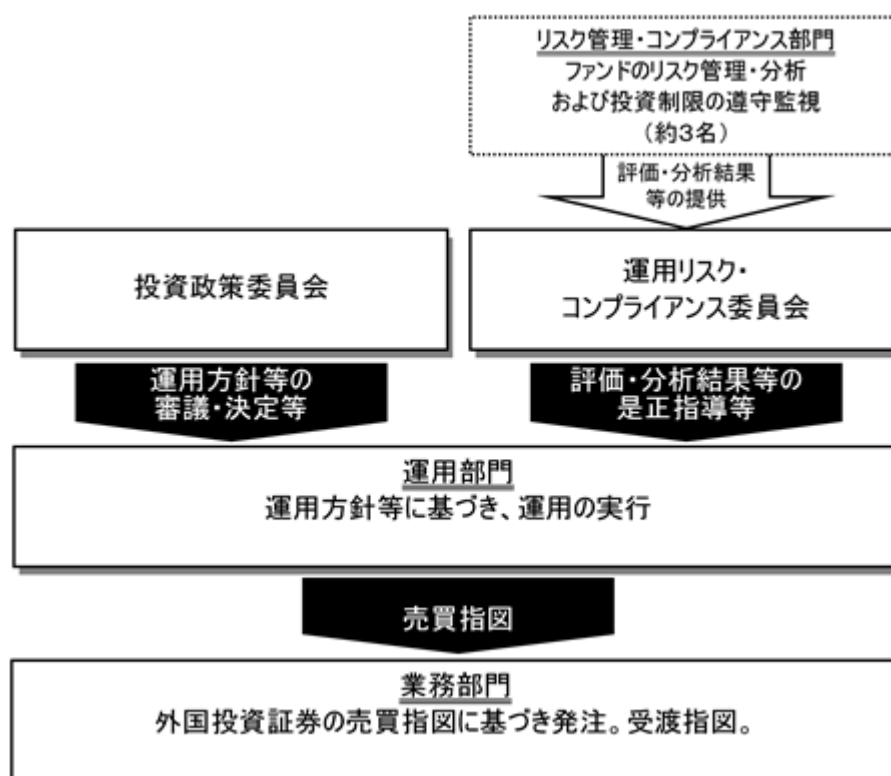 リスク管理・コンプライアンス部門
ファンドのリスク管理・分析
および投資制限の遵守監視
（約３名）
評価・分析結果
等の提供
投資政策委員会
運用リスク・
コンプライアンス委員会
運用方針等の
審議・決定等
評価・分析結果等の
是正指導等
運用部門
運用方針等に基づき、運用の実行
売買指図
業務部門
外国投資証券の売買指図に基づき発注。受渡指図。